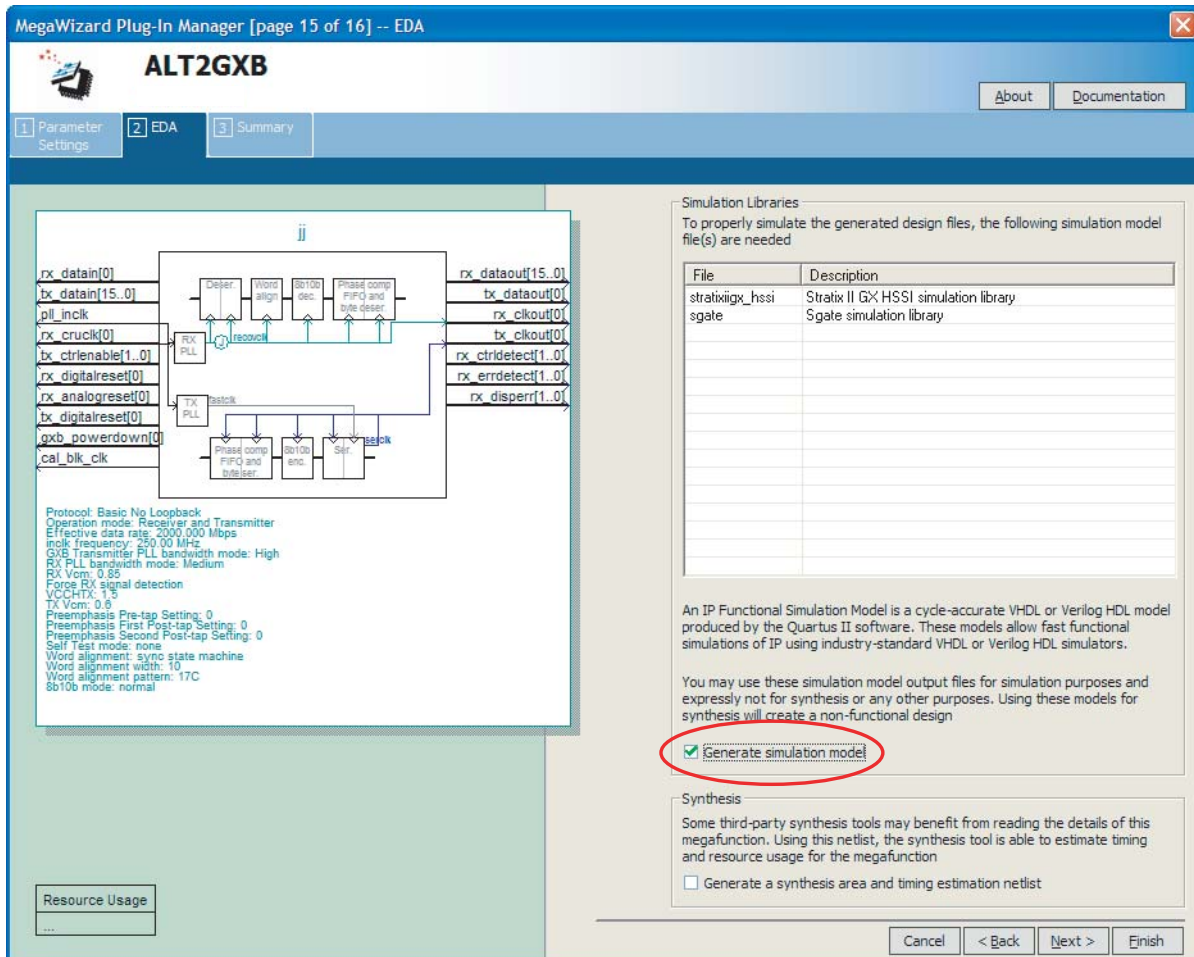 MegaWizard Plug-In Manager [page 15 of 16] -- EDA
ALT2GXB
About
Documentation
1 Parameter
Settings
2 EDA
3 Summary
jj
rx_datain[0]
tx_datain[15..0]
pll_inclk
rx_cruclk[0]
tx_ctrlenable[1..0]
rx_digitalreset[0]
rx_analogreset[0]
tx_digitalreset[0]
gxb_powerdown[0]
cal_blk_clk
Deser.
Word
align
8b10b
dec.
Phase comp
FIFO and
byte deser.
RX
PLL
recovclk
TX
PLL
fastclk
Phase comp
FIFO and
byte ser.
8b10b
enc.
Ser.
serclk
rx_dataout[15..0]
tx_dataout[0]
rx_clkout[0]
tx_clkout[0]
rx_ctrldetect[1..0]
rx_errdetect[1..0]
rx_disperr[1..0]
Protocol: Basic No Loopback
Operation mode: Receiver and Transmitter
Effective data rate: 2000.000 Mbps
inclk frequency: 250.00 MHz
GXB Transmitter PLL bandwidth mode: High
RX PLL bandwidth mode: Medium
RX Vcm: 0.85
Force RX signal detection
VCCHTX: 1.5
TX Vcm: 0.6
Preemphasis Pre-tap Setting: 0
Preemphasis First Post-tap Setting: 0
Preemphasis Second Post-tap Setting: 0
Self Test mode: none
Word alignment: sync state machine
Word alignment width: 10
Word alignment pattern: 17C
8b10b mode: normal
Resource Usage
...
Simulation Libraries
To properly simulate the generated design files, the following simulation model
file(s) are needed
File Description
stratixiigx_hssi Stratix II GX HSSI simulation library
sgate Sgate simulation library
An IP Functional Simulation Model is a cycle-accurate VHDL or Verilog HDL model
produced by the Quartus II software. These models allow fast functional
simulations of IP using industry-standard VHDL or Verilog HDL simulators.
You may use these simulation model output files for simulation purposes and
expressly not for synthesis or any other purposes. Using these models for
synthesis will create a non-functional design
Generate simulation model
Synthesis
Some third-party synthesis tools may benefit from reading the details of this
megafunction. Using this netlist, the synthesis tool is able to estimate timing
and resource usage for the megafunction
Generate a synthesis area and timing estimation netlist
Cancel
< Back
Next >
Finish